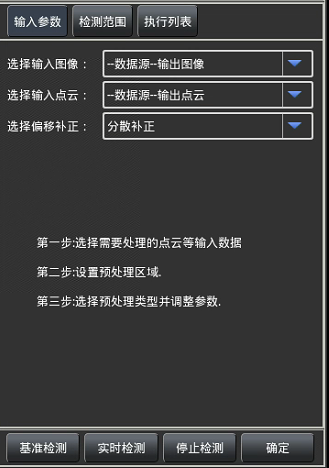 输入参数 检测范围 执行列表
选择输入图像： --数据源--输出图像
选择输入点云： --数据源--输出点云
选择偏移补正： 分散补正
第一步:选择需要处理的点云等输入数据
第二步:设置预处理区域.
第三步:选择预处理类型并调整参数.
基准检测 实时检测 停止检测 确定